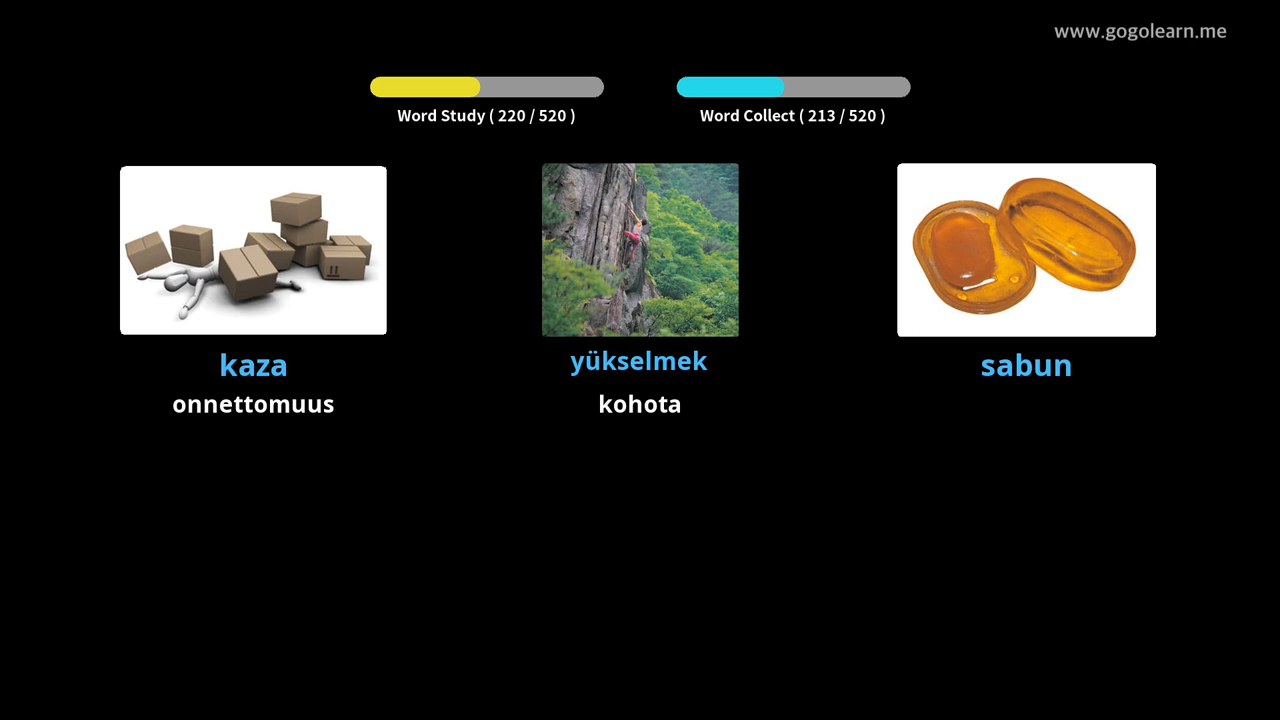 www.gogolearn.me
Word Study ( 220 / 520 )
Word Collect ( 213 / 520 )
kaza
onnettomuus
yükselmek
kohota
sabun